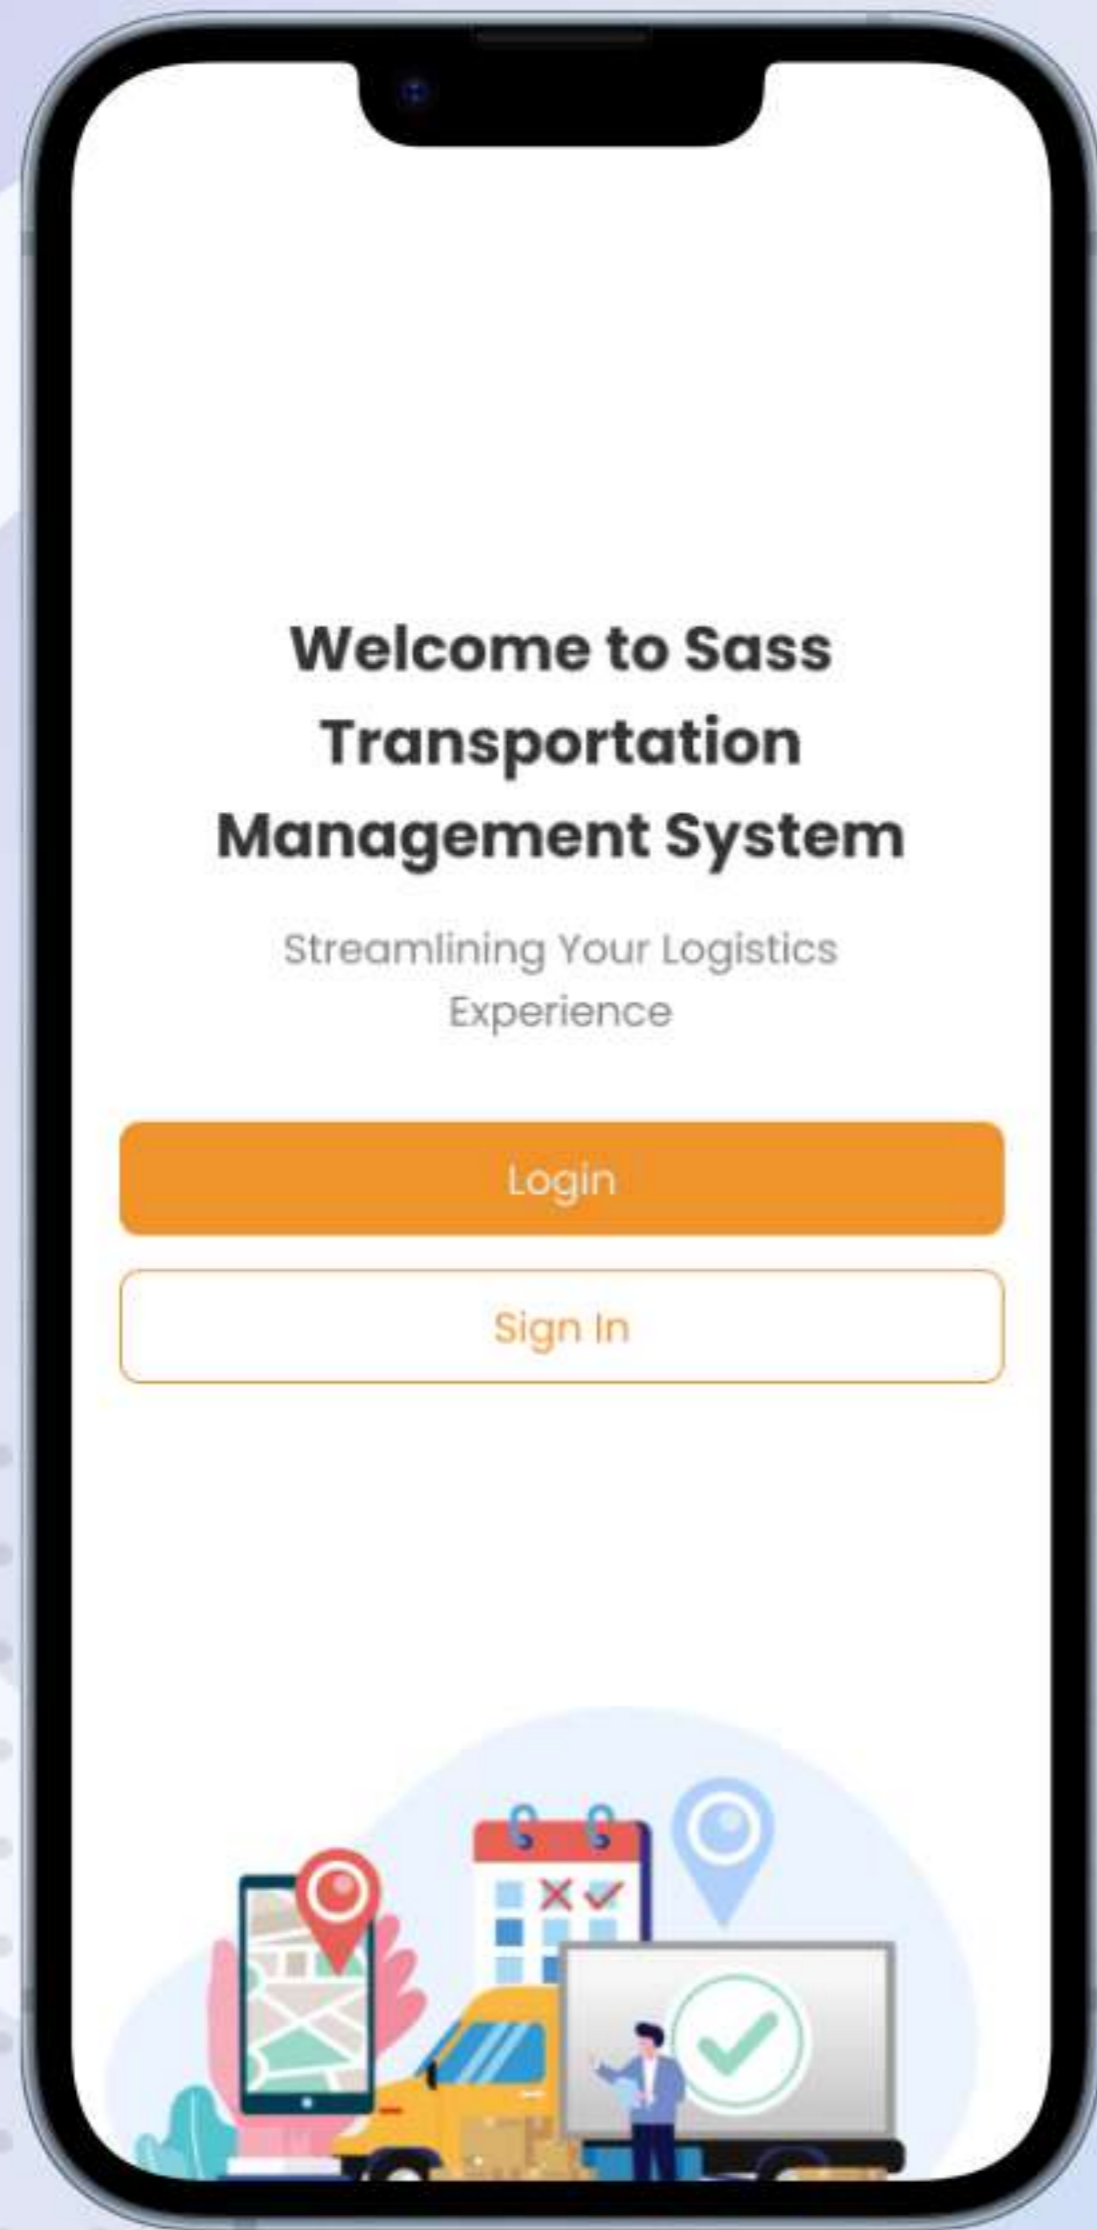 Welcome to Sass
Transportation
Management System
Streamlining Your Logistics
Experience
Login
Sign In